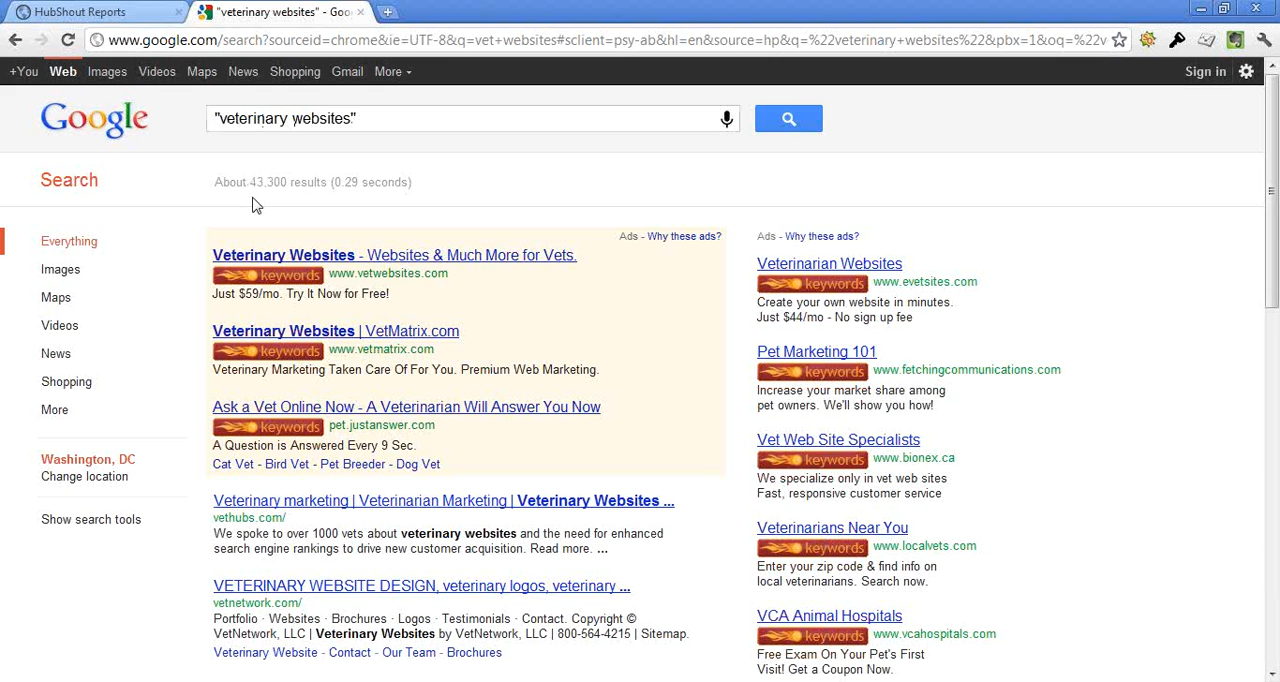 HubShout Reports
"veterinary websites" - Goo
www.google.com/search?sourceid=chrome&ie=UTF-8&q=vet+websites#sclient=psy-ab&hl=en&source=hp&q=%22veterinary+websites%22&pbx=1&oq=%22v
+You Web Images Videos Maps News Shopping Gmail More
Sign in
Google
"veterinary websites"
Search
About 43,300 results (0.29 seconds)
Everything
Images
Maps
Videos
News
Shopping
More
Washington, DC
Change location
Show search tools
Ads - Why these ads?
Veterinary Websites - Websites & Much More for Vets.
keywords www.vetwebsites.com
Just $59/mo. Try It Now for Free!
Veterinary Websites | VetMatrix.com
keywords www.vetmatrix.com
Veterinary Marketing Taken Care Of For You. Premium Web Marketing.
Ask a Vet Online Now - A Veterinarian Will Answer You Now
keywords pet.justanswer.com
A Question is Answered Every 9 Sec.
Cat Vet - Bird Vet - Pet Breeder - Dog Vet
Veterinary marketing | Veterinarian Marketing | Veterinary Websites ...
vethubs.com/
We spoke to over 1000 vets about veterinary websites and the need for enhanced
search engine rankings to drive new customer acquisition. Read more. ...
VETERINARY WEBSITE DESIGN, veterinary logos, veterinary ...
vetnetwork.com/
Portfolio · Websites · Brochures · Logos · Testimonials · Contact. Copyright ©
VetNetwork, LLC | Veterinary Websites by VetNetwork, LLC | 800-564-4215 | Sitemap.
Veterinary Website - Contact - Our Team - Brochures
Ads - Why these ads?
Veterinarian Websites
keywords www.evetsites.com
Create your own website in minutes.
Just $44/mo - No sign up fee
Pet Marketing 101
keywords www.fetchingcommunications.com
Increase your market share among
pet owners. We'll show you how!
Vet Web Site Specialists
keywords www.bionex.ca
We specialize only in vet web sites
Fast, responsive customer service
Veterinarians Near You
keywords www.localvets.com
Enter your zip code & find info on
local veterinarians. Search now.
VCA Animal Hospitals
keywords www.vcahospitals.com
Free Exam On Your Pet's First
Visit! Get a Coupon Now.